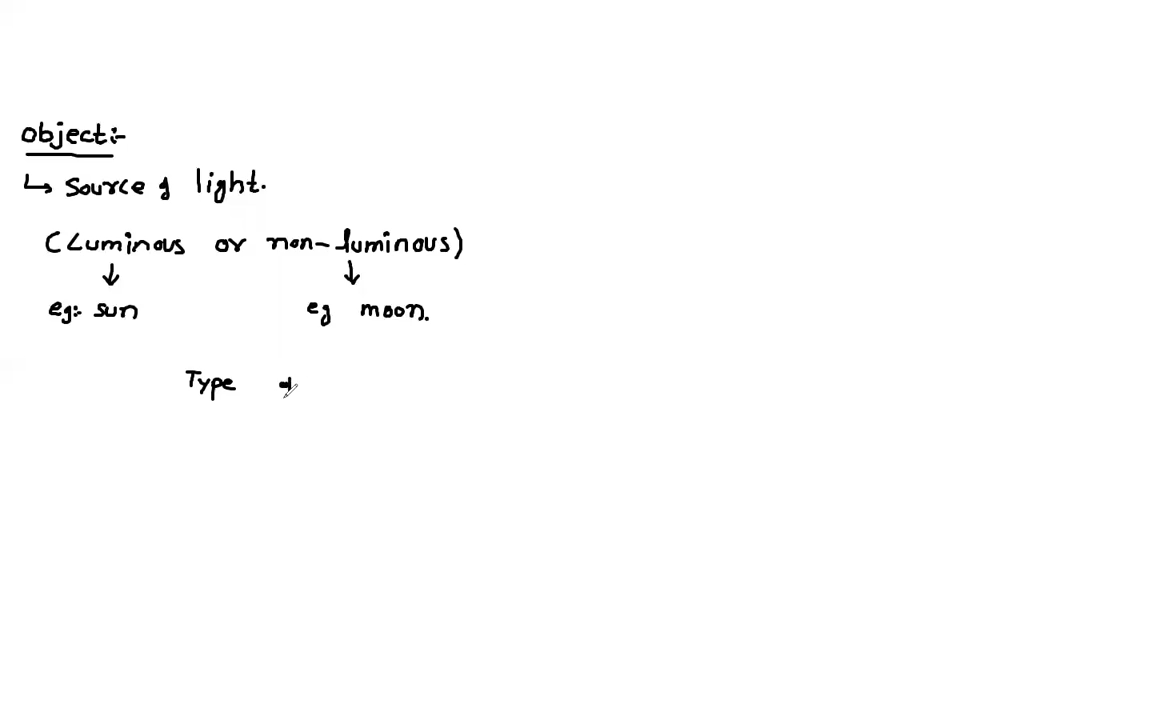 object:-
↳ source of light.
(Luminous or non-luminous)
↓ ↓
eg:- sun eg moon.
Type